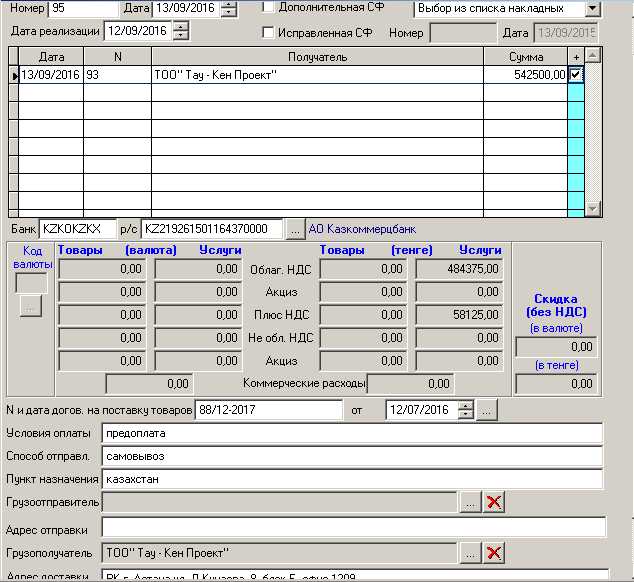 Номер 95 Дата 13/09/2016 Дополнительная СФ Выбор из списка накладных
Дата реализации 12/09/2016 Исправленная СФ Номер Дата 13/09/2015
Дата N Получатель Сумма +
13/09/2016 93 ТОО" Тау - Кен Проект" 542500,00
Банк KZKOKZKX р/с KZ219261501164370000 ... АО Казкоммерцбанк
Код валюты Товары (валюта) Услуги Товары (тенге) Услуги
0,00 0,00 Облаг. НДС 0,00 484375,00
... 0,00 0,00 Акциз 0,00 0,00 Скидка (без НДС)
0,00 0,00 Плюс НДС 0,00 58125,00 (в валюте)
0,00 0,00 Не обл. НДС 0,00 0,00 0,00
0,00 0,00 Акциз 0,00 0,00 (в тенге)
0,00 Коммерческие расходы 0,00 0,00
N и дата догов. на поставку товаров 88/12-2017 от 12/07/2016 ...
Условия оплаты предоплата
Способ отправл. самовывоз
Пункт назначения казахстан
Грузоотправитель ...
Адрес отправки
Грузополучатель ТОО" Тау - Кен Проект" ...
Адрес доставки РК г. Астана ул. Д.Кунаева, 8, блок Б, офис 1209